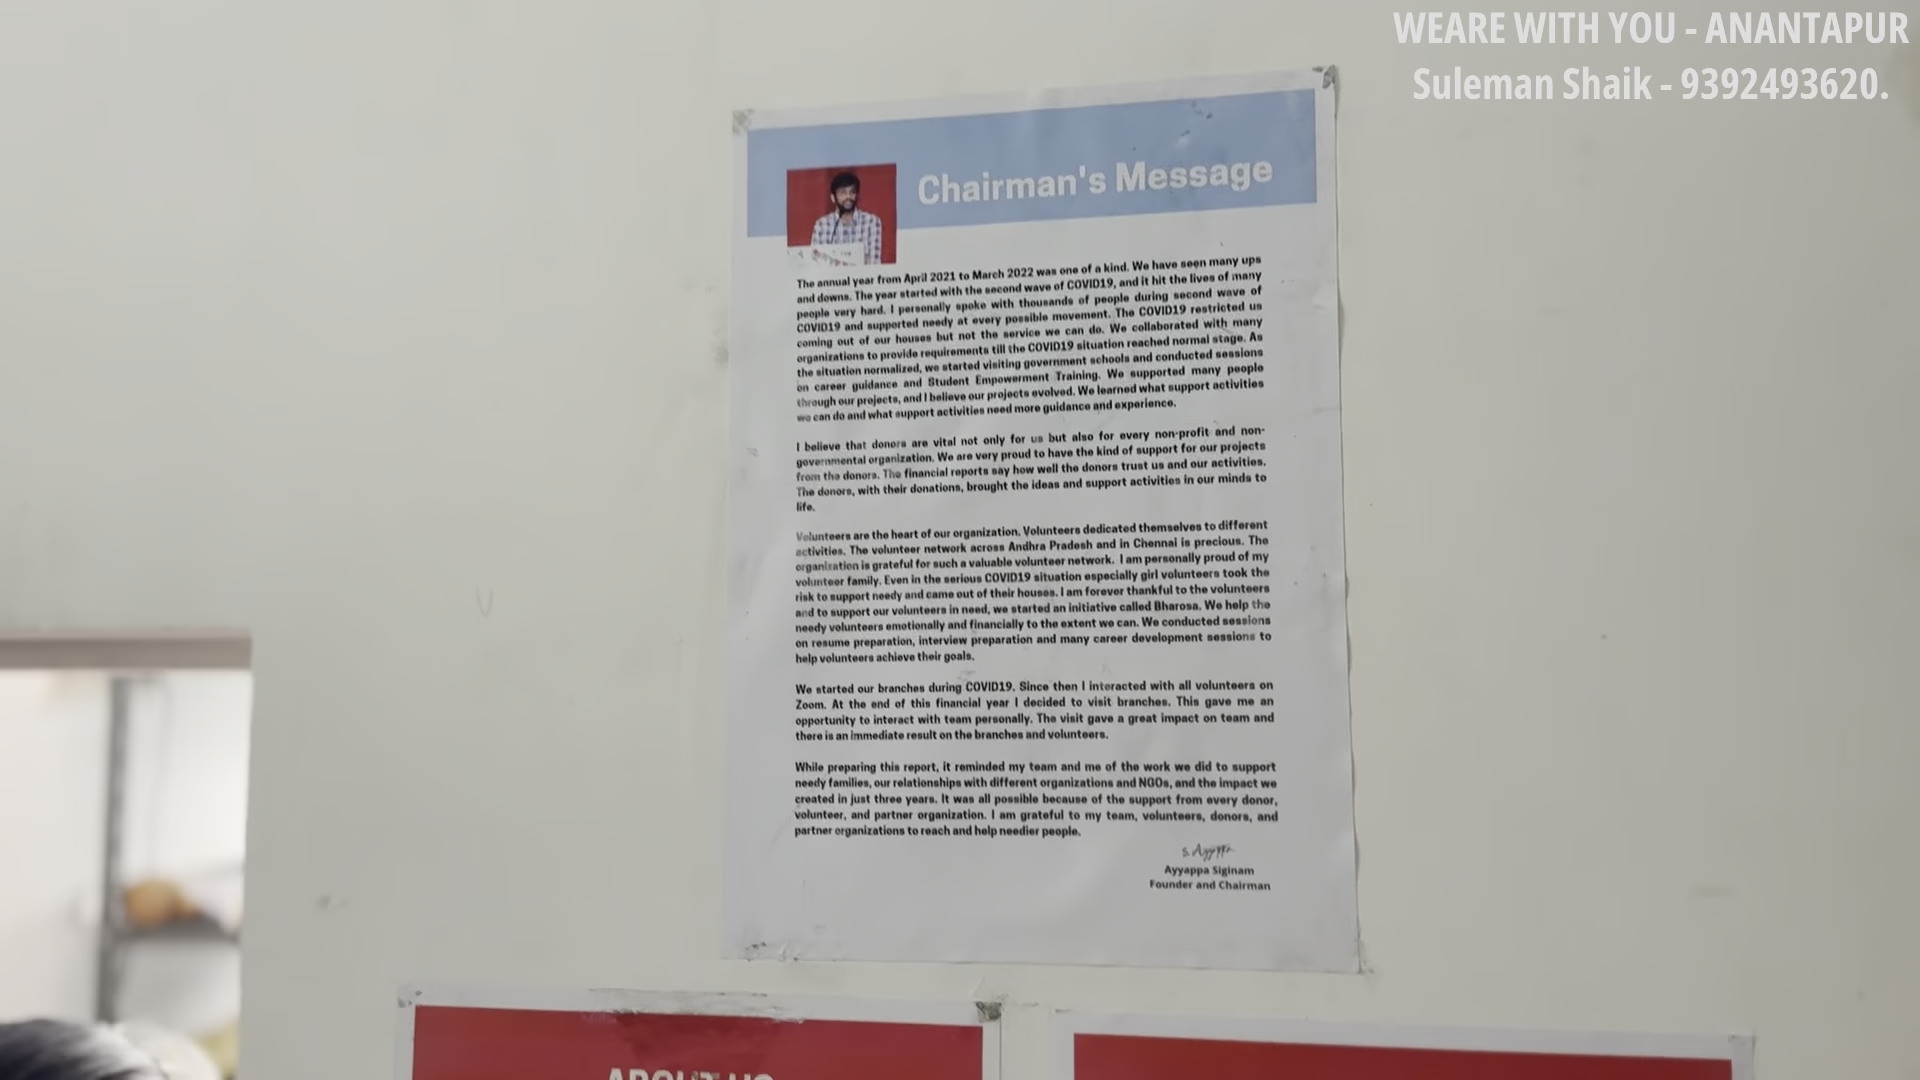 WEARE WITH YOU - ANANTAPUR
Suleman Shaik - 9392493620.
Chairman's Message
The annual year from April 2021 to March 2022 was one of a kind. We have seen many ups
and downs. The year started with the second wave of COVID19, and it hit the lives of many
people very hard. I personally spoke with thousands of people during second wave of
COVID19 and supported needy at every possible movement. The COVID19 restricted us
coming out of our houses but not the service we can do. We collaborated with many
organizations to provide requirements till the COVID19 situation reached normal stage. As
the situation normalized, we started visiting government schools and conducted sessions
on career guidance and Student Empowerment Training. We supported many people
through our projects, and I believe our projects evolved. We learned what support activities
we can do and what support activities need more guidance and experience.
I believe that donors are vital not only for us but also for every non-profit and non-
governmental organization. We are very proud to have the kind of support for our projects
from the donors. The financial reports say how well the donors trust us and our activities.
The donors, with their donations, brought the ideas and support activities in our minds to
life.
Volunteers are the heart of our organization. Volunteers dedicated themselves to different
activities. The volunteer network across Andhra Pradesh and in Chennai is precious. The
organization is grateful for such a valuable volunteer network. I am personally proud of my
volunteer family. Even in the serious COVID19 situation especially girl volunteers took the
risk to support needy and came out of their houses. I am forever thankful to the volunteers
and to support our volunteers in need, we started an initiative called Bharosa. We help the
needy volunteers emotionally and financially to the extent we can. We conducted sessions
on resume preparation, interview preparation and many career development sessions to
help volunteers achieve their goals.
We started our branches during COVID19. Since then I interacted with all volunteers on
Zoom. At the end of this financial year I decided to visit branches. This gave me an
opportunity to interact with team personally. The visit gave a great impact on team and
there is an immediate result on the branches and volunteers.
While preparing this report, it reminded my team and me of the work we did to support
needy families, our relationships with different organizations and NGOs, and the impact we
created in just three years. It was all possible because of the support from every donor,
volunteer, and partner organization. I am grateful to my team, volunteers, donors, and
partner organizations to reach and help needier people.
S. Ayyappa
Ayyappa Siginam
Founder and Chairman
ABOUT US